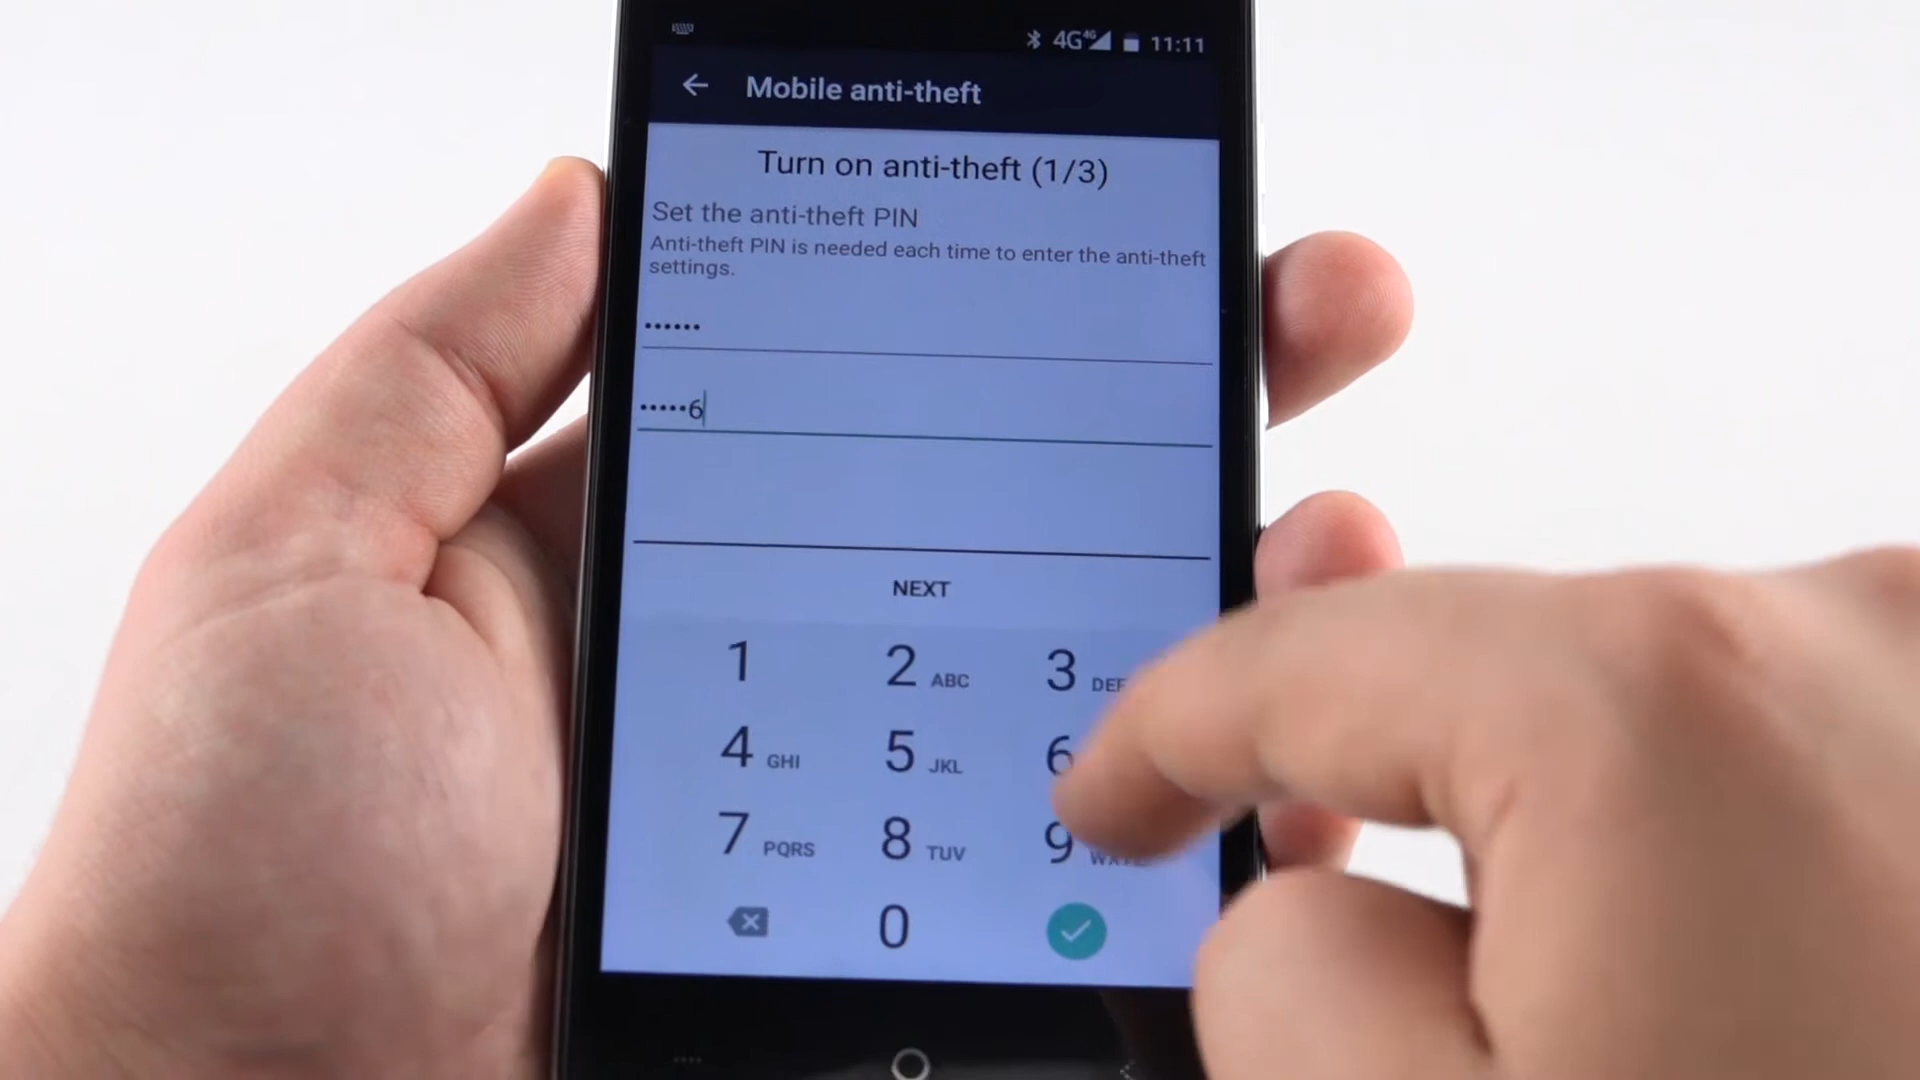 4G 4G 11:11
Mobile anti-theft
Turn on anti-theft (1/3)
Set the anti-theft PIN
Anti-theft PIN is needed each time to enter the anti-theft
settings.
••••••
•••••6
NEXT
1 2 ABC 3 DEF
4 GHI 5 JKL 6
7 PQRS 8 TUV 9
0